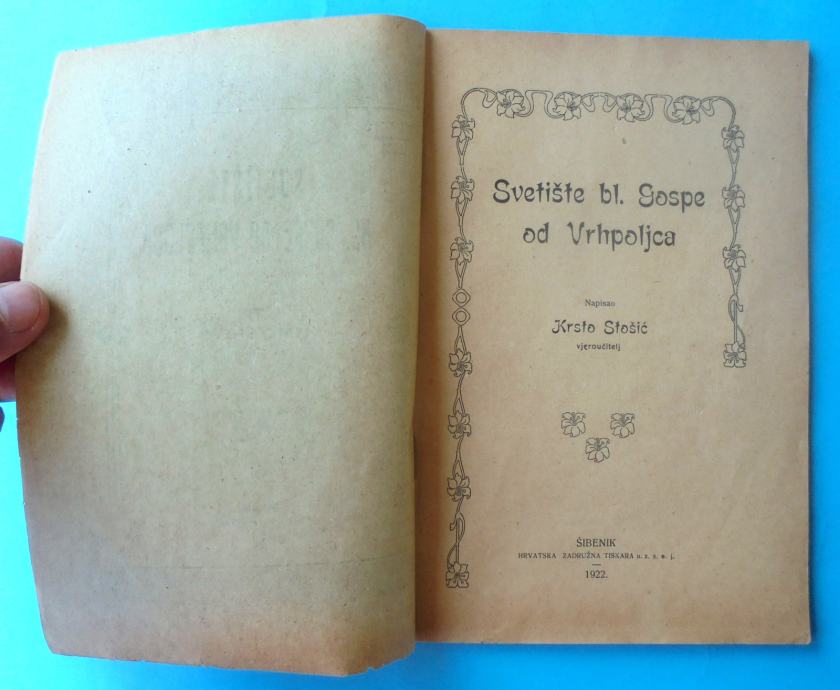 Svetište bl. Gospe
od Vrhpoljca
Napisao
Krsto Stošić
vjeroučitelj
ŠIBENIK
HRVATSKA ZADRUŽNA TISKARA u. z. s. o. j.
1922.